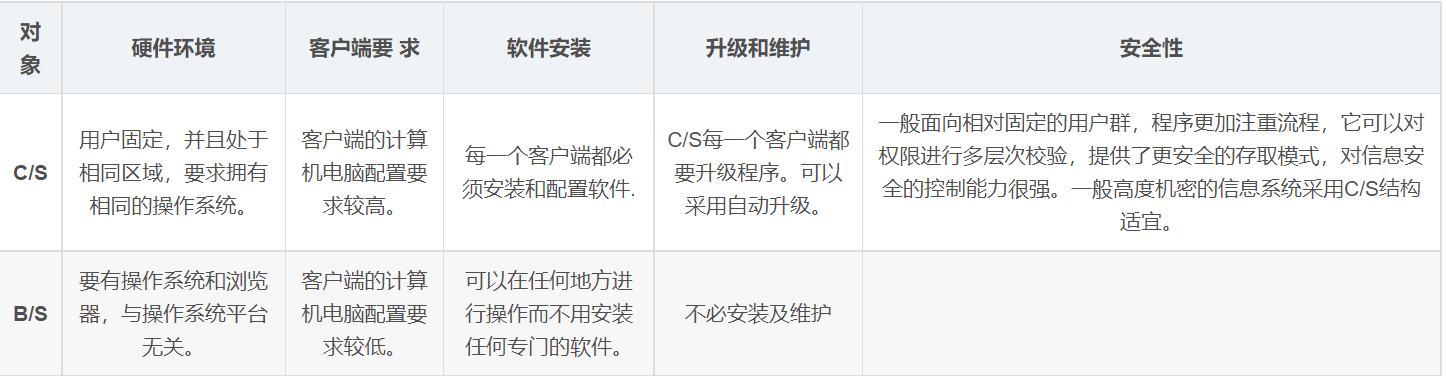 对
象
硬件环境
客户端要 求
软件安装
升级和维护
安全性
C/S
用户固定，并且处于
相同区域，要求拥有
相同的操作系统。
客户端的计算
机电脑配置要
求较高。
每一个客户端都必
须安装和配置软件.
C/S每一个客户端都
要升级程序。可以
采用自动升级。
一般面向相对固定的用户群，程序更加注重流程，它可以对
权限进行多层次校验，提供了更安全的存取模式，对信息安
全的控制能力很强。一般高度机密的信息系统采用C/S结构
适宜。
B/S
要有操作系统和浏览
器，与操作系统平台
无关。
客户端的计算
机电脑配置要
求较低。
可以在任何地方进
行操作而不用安装
任何专门的软件。
不必安装及维护